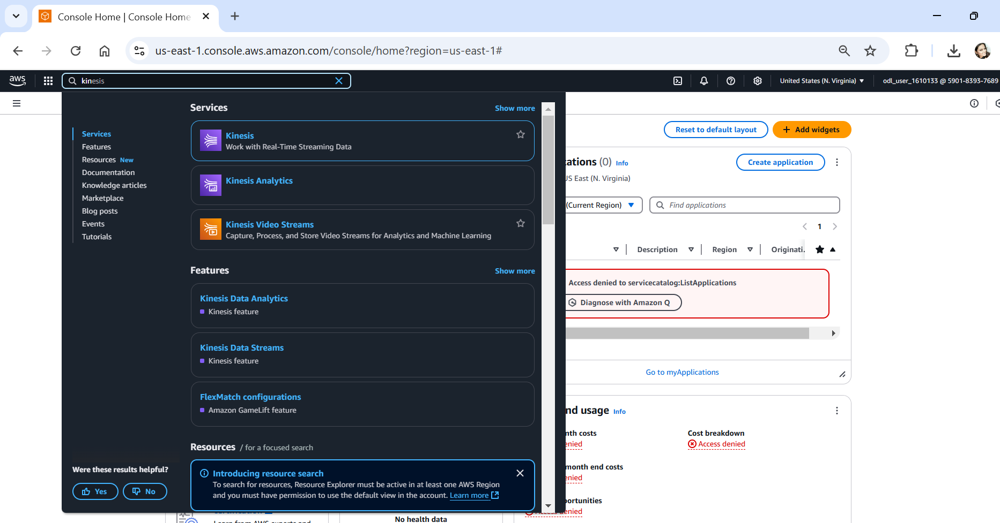 Console Home | Console Home
us-east-1.console.aws.amazon.com/console/home?region=us-east-1#
aws
kinesis
United States (N. Virginia)
odl_user_1610133 @ 5901-8393-7689
Services
Features
Resources New
Documentation
Knowledge articles
Marketplace
Blog posts
Events
Tutorials
Were these results helpful?
Yes
No
Services
Show more
Kinesis
Work with Real-Time Streaming Data
Kinesis Analytics
Kinesis Video Streams
Capture, Process, and Store Video Streams for Analytics and Machine Learning
Features
Show more
Kinesis Data Analytics
Kinesis feature
Kinesis Data Streams
Kinesis feature
FlexMatch configurations
Amazon GameLift feature
Resources / for a focused search
Introducing resource search
To search for resources, Resource Explorer must be active in at least one AWS Region
and you must have permission to use the default view in the account. Learn more
Reset to default layout
+ Add widgets
cations (0) Info
Create application
US East (N. Virginia)
(Current Region)
Find applications
1
Description
Region
Originati.
Access denied to servicecatalog:ListApplications
Diagnose with Amazon Q
Go to myApplications
nd usage Info
nth costs
enied
Cost breakdown
Access denied
month end costs
enied
portunities
denied
Learn from AWS experts and
No health data